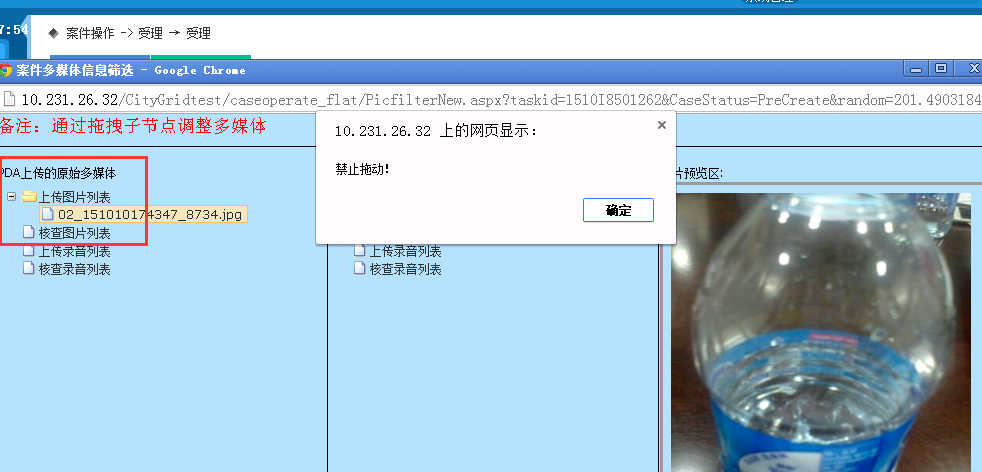 7:54
案件操作 -> 受理 → 受理
案件多媒体信息筛选 - Google Chrome
10.231.26.32/CityGridtest/caseoperate_flat/PicfilterNew.aspx?taskid=1510I8501262&CaseStatus=PreCreate&random=201.4903184
备注: 通过拖拽子节点调整多媒体
10.231.26.32 上的网页显示:
禁止拖动!
确定
PDA上传的原始多媒体
片预览区:
上传图片列表
02_151010174347_8734.jpg
核查图片列表
上传录音列表
上传录音列表
核查录音列表
核查录音列表